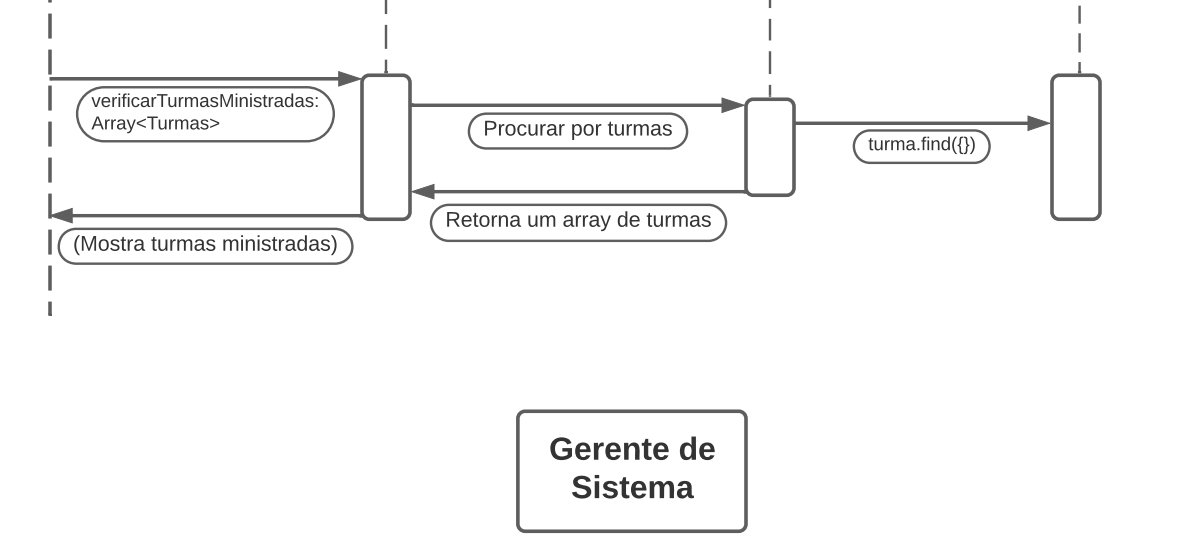 verificarTurmasMinistradas:
Array<Turmas>
Procurar por turmas
turma.find({})
Retorna um array de turmas
(Mostra turmas ministradas)
Gerente de
Sistema